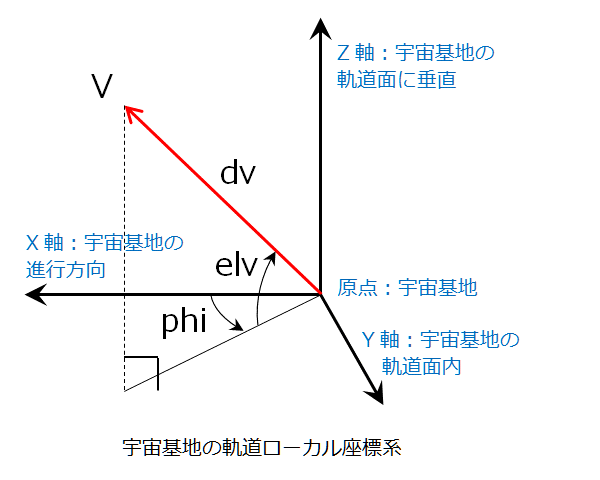 Z 軸：宇宙基地の
軌道面に垂直
V
dv
X 軸：宇宙基地の
進行方向
elv
原点：宇宙基地
phi
Y 軸：宇宙基地の
軌道面内
宇宙基地の軌道ローカル座標系